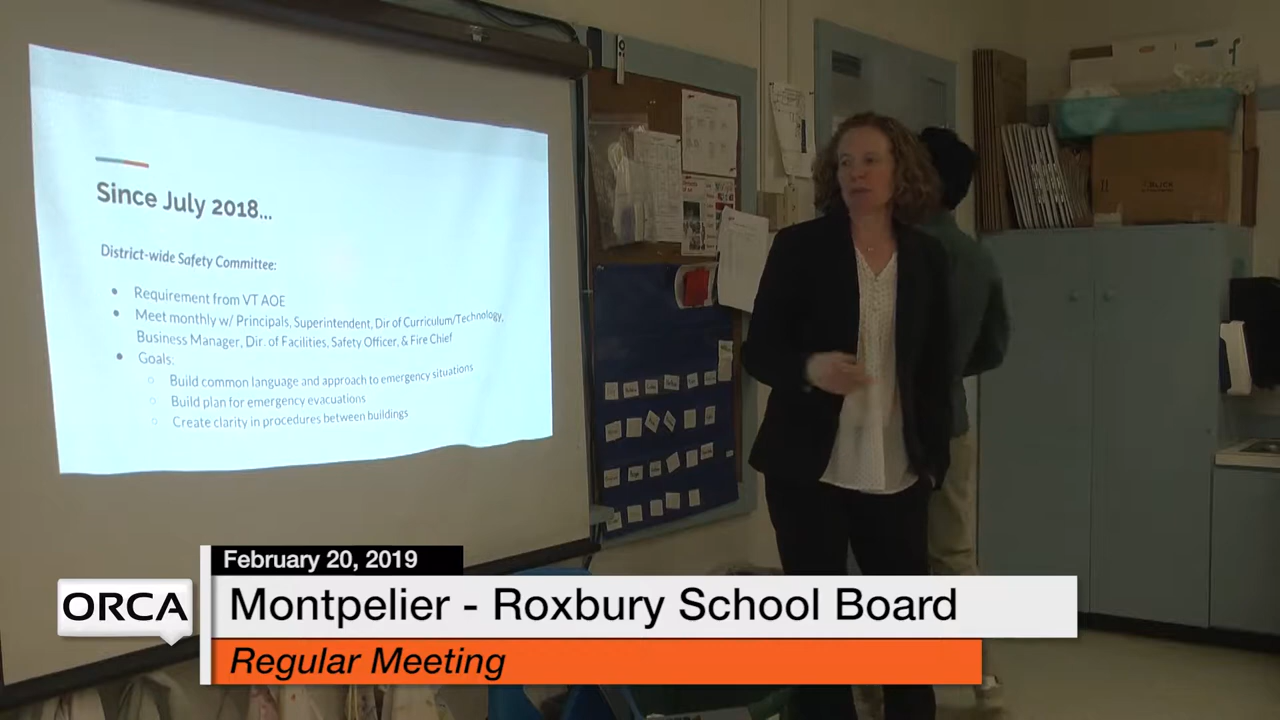 Since July 2018...
District-wide Safety Committee:
Requirement from VT AOE
Meet monthly w/ Principals, Superintendent, Dir of Curriculum/Technology,
Business Manager, Dir. of Facilities, Safety Officer, & Fire Chief
Goals:
Build common language and approach to emergency situations
Build plan for emergency evacuations
Create clarity in procedures between buildings
February 20, 2019
ORCA
Montpelier - Roxbury School Board
Regular Meeting